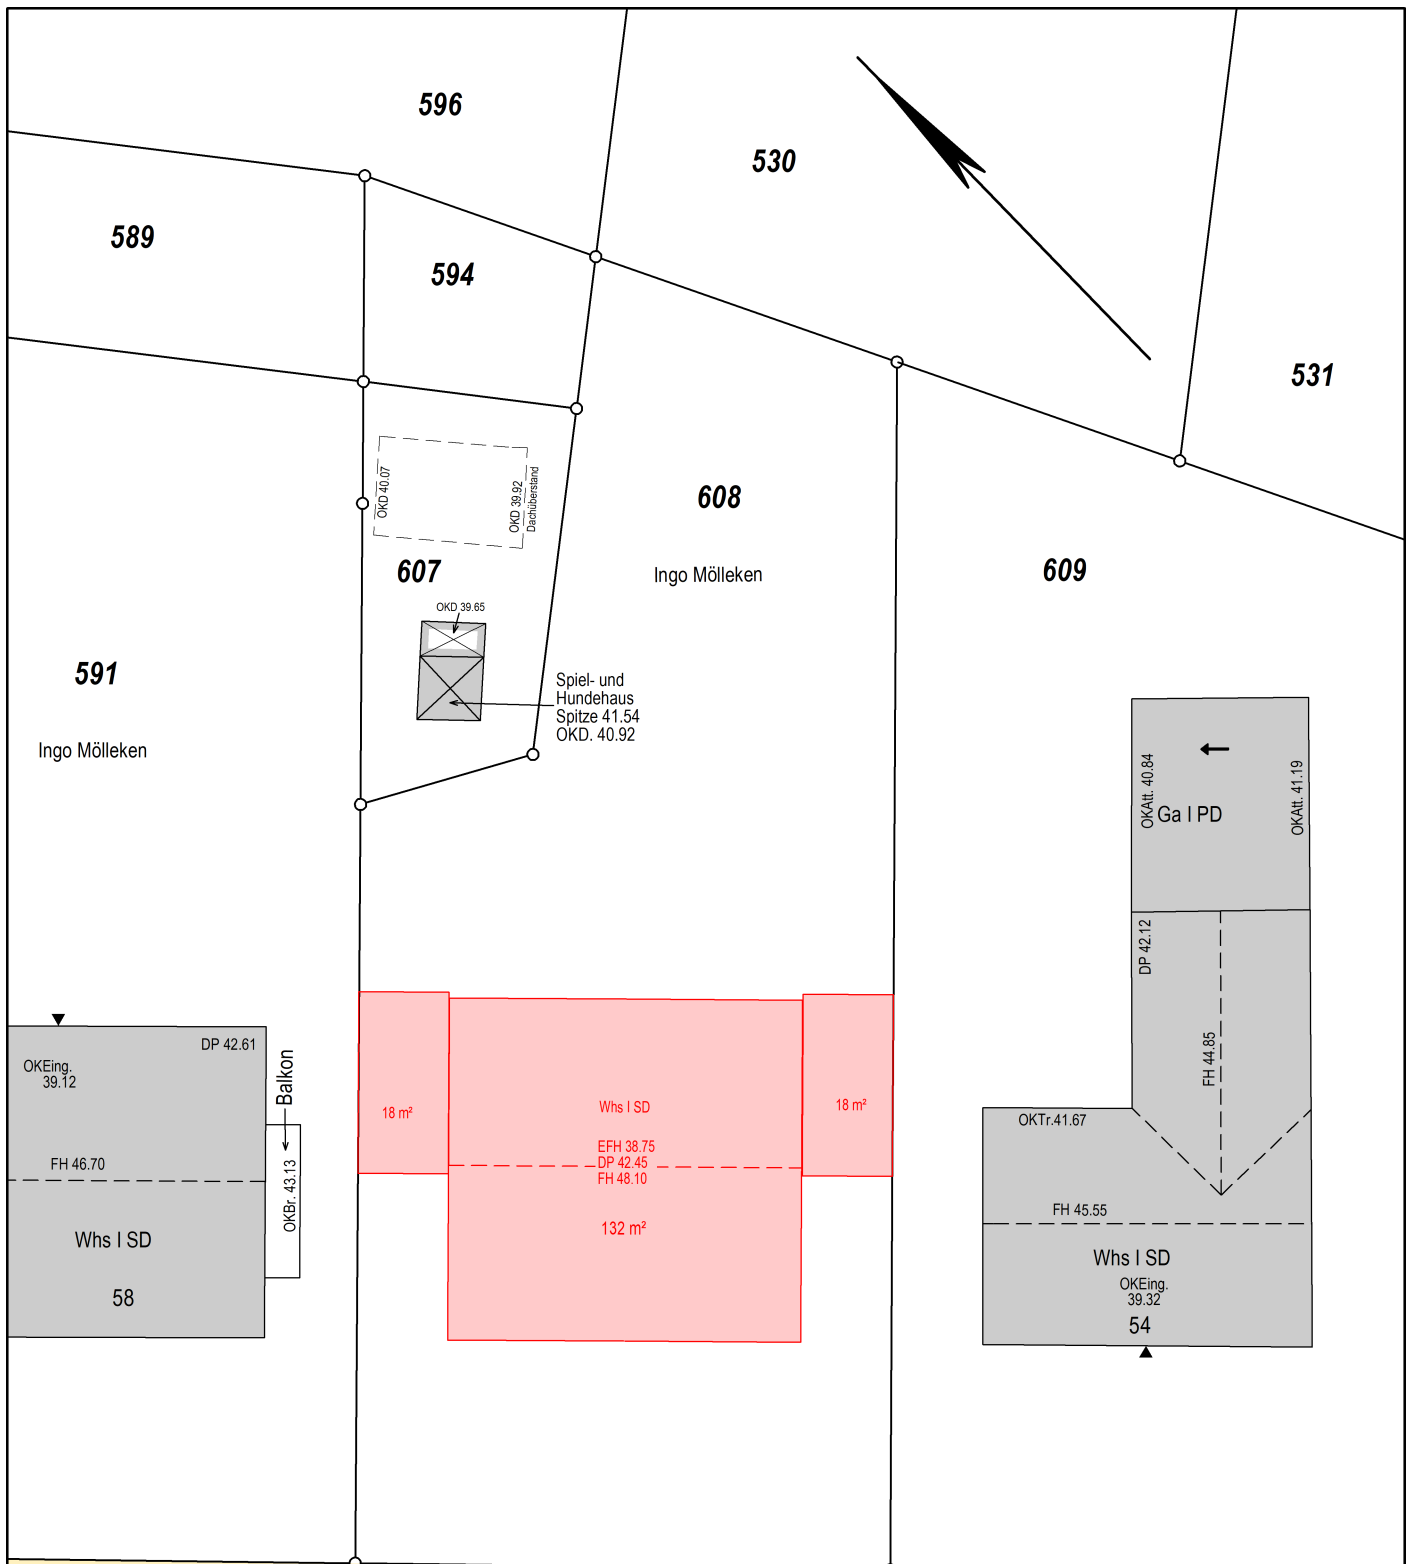 596
530
589
594
531
OKD 40.07
OKD 39.92
Dachüberstand
608
607
Ingo Mölleken
609
OKD 39.65
591
Spiel- und
Hundehaus
Spitze 41.54
OKD. 40.92
Ingo Mölleken
OKAtt. 40.84
OKAtt. 41.19
Ga I PD
DP 42.12
FH 44.85
DP 42.61
OKEing.
39.12
Balkon
18 m²
Whs I SD
18 m²
OKTr.41.67
EFH 38.75
DP 42.45
FH 48.10
FH 46.70
OKBr. 43.13
FH 45.55
132 m²
Whs I SD
58
Whs I SD
OKEing.
39.32
54